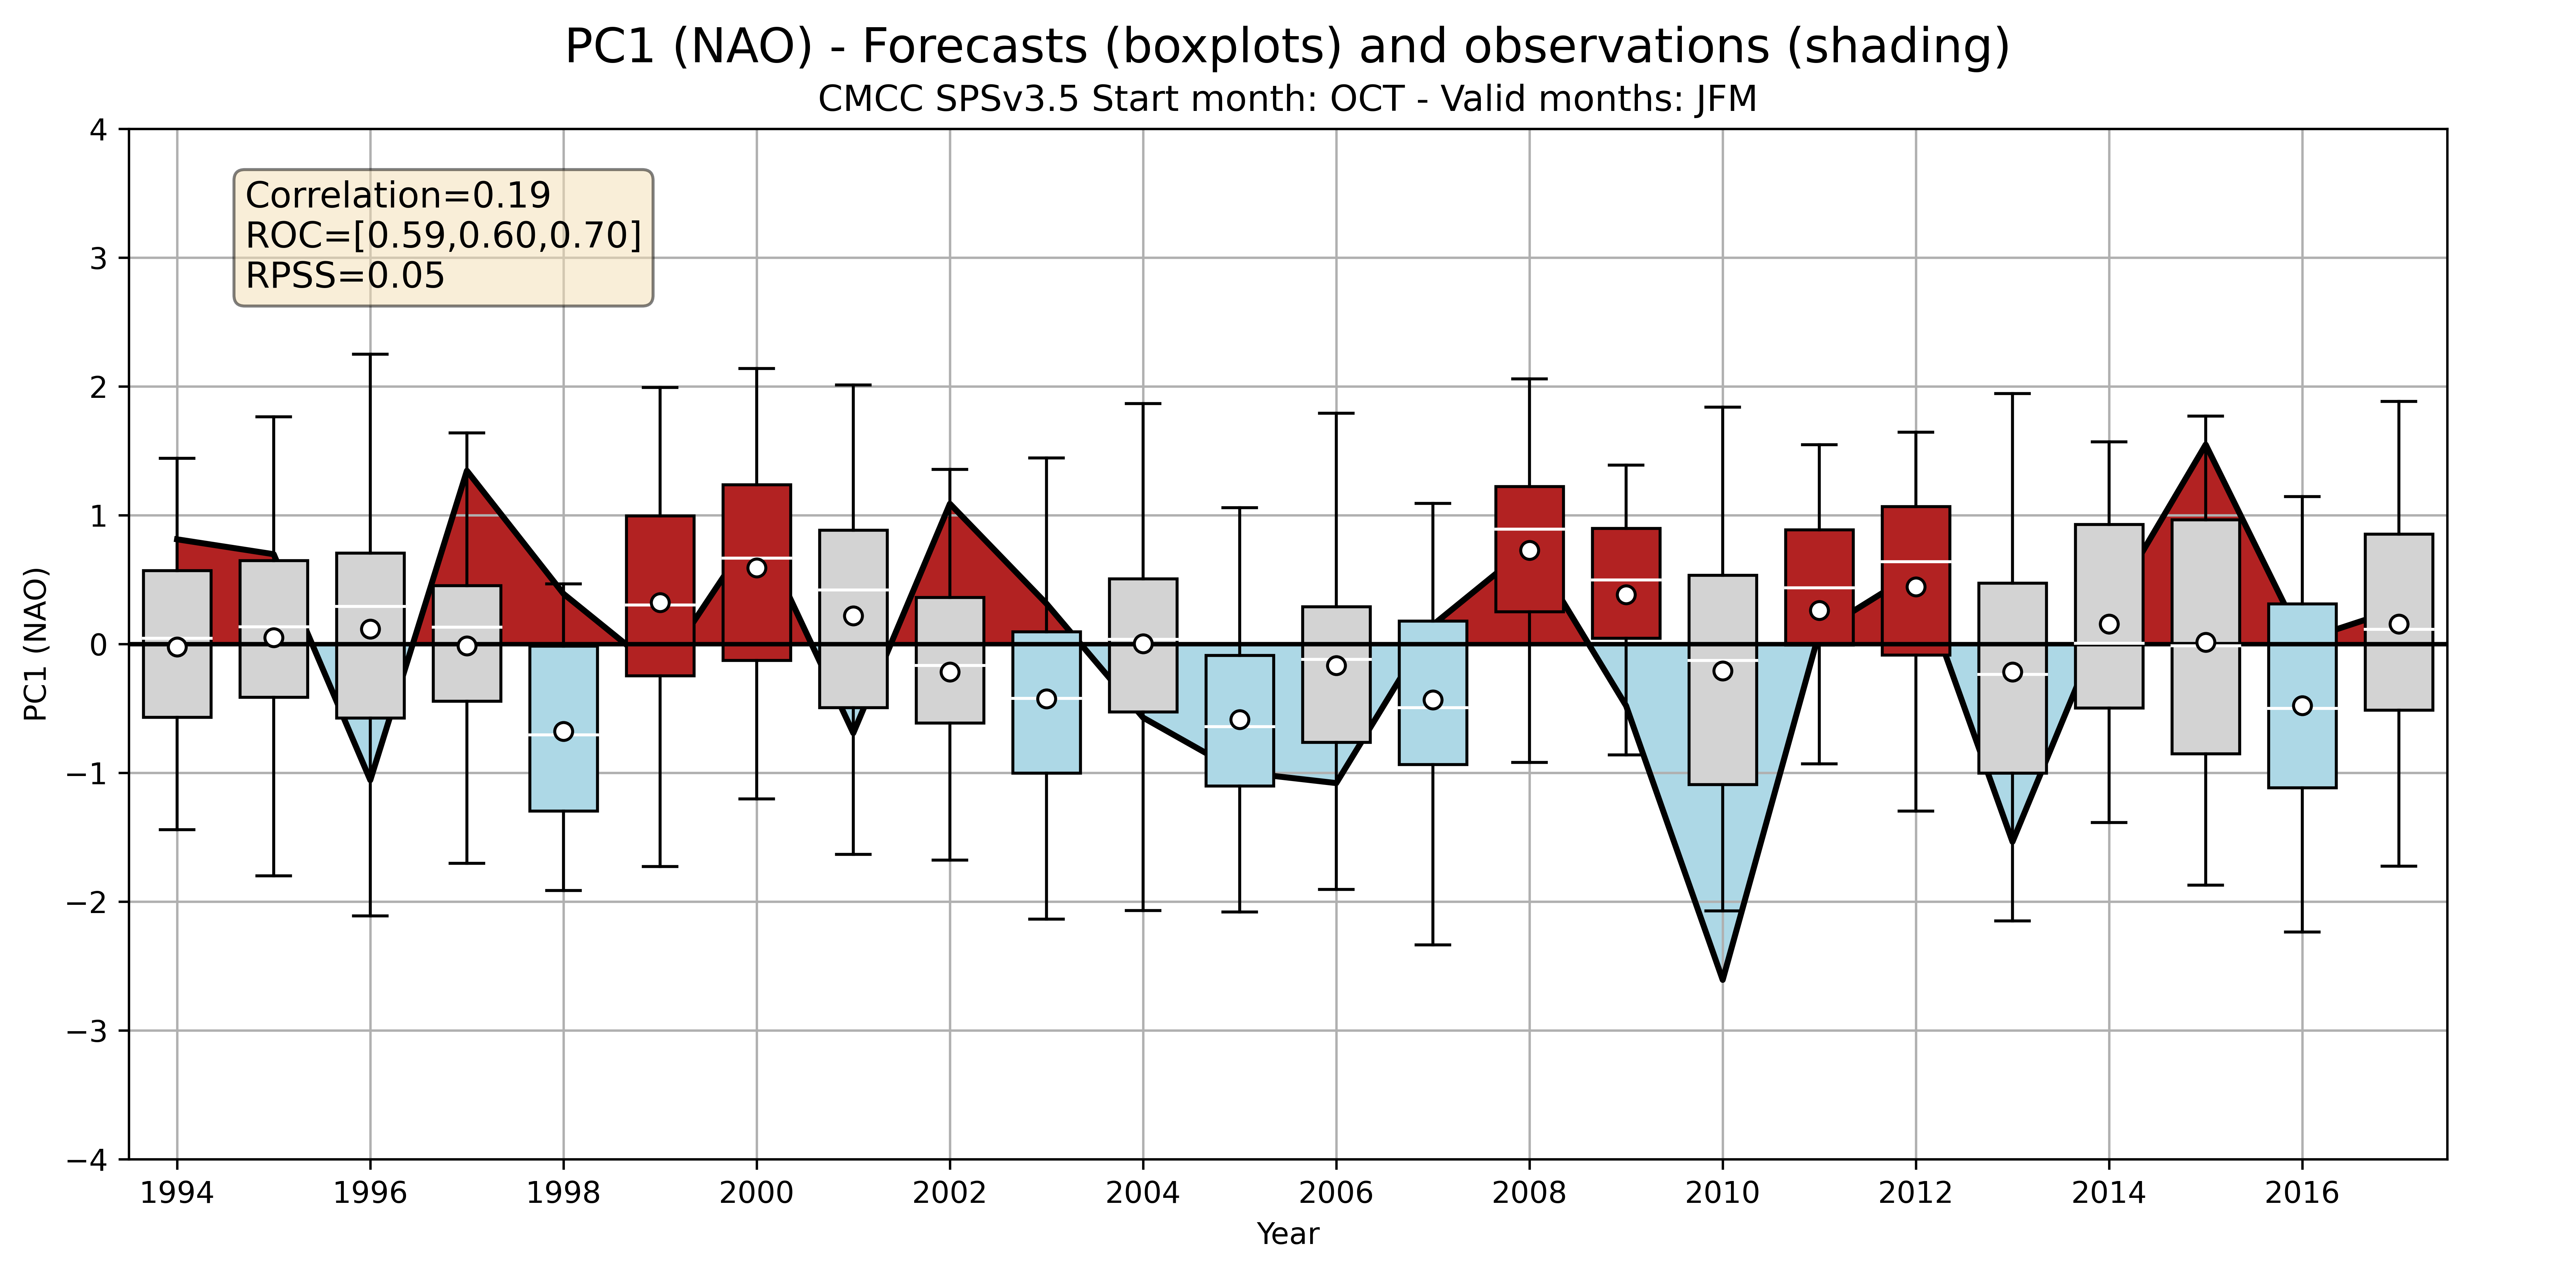 PC1 (NAO) - Forecasts (boxplots) and observations (shading)
CMCC SPSv3.5 Start month: OCT - Valid months: JFM
Correlation=0.19
ROC=[0.59,0.60,0.70]
RPSS=0.05
PC1 (NAO)
4
3
2
1
0
−1
−2
−3
−4
1994 1996 1998 2000 2002 2004 2006 2008 2010 2012 2014 2016
Year